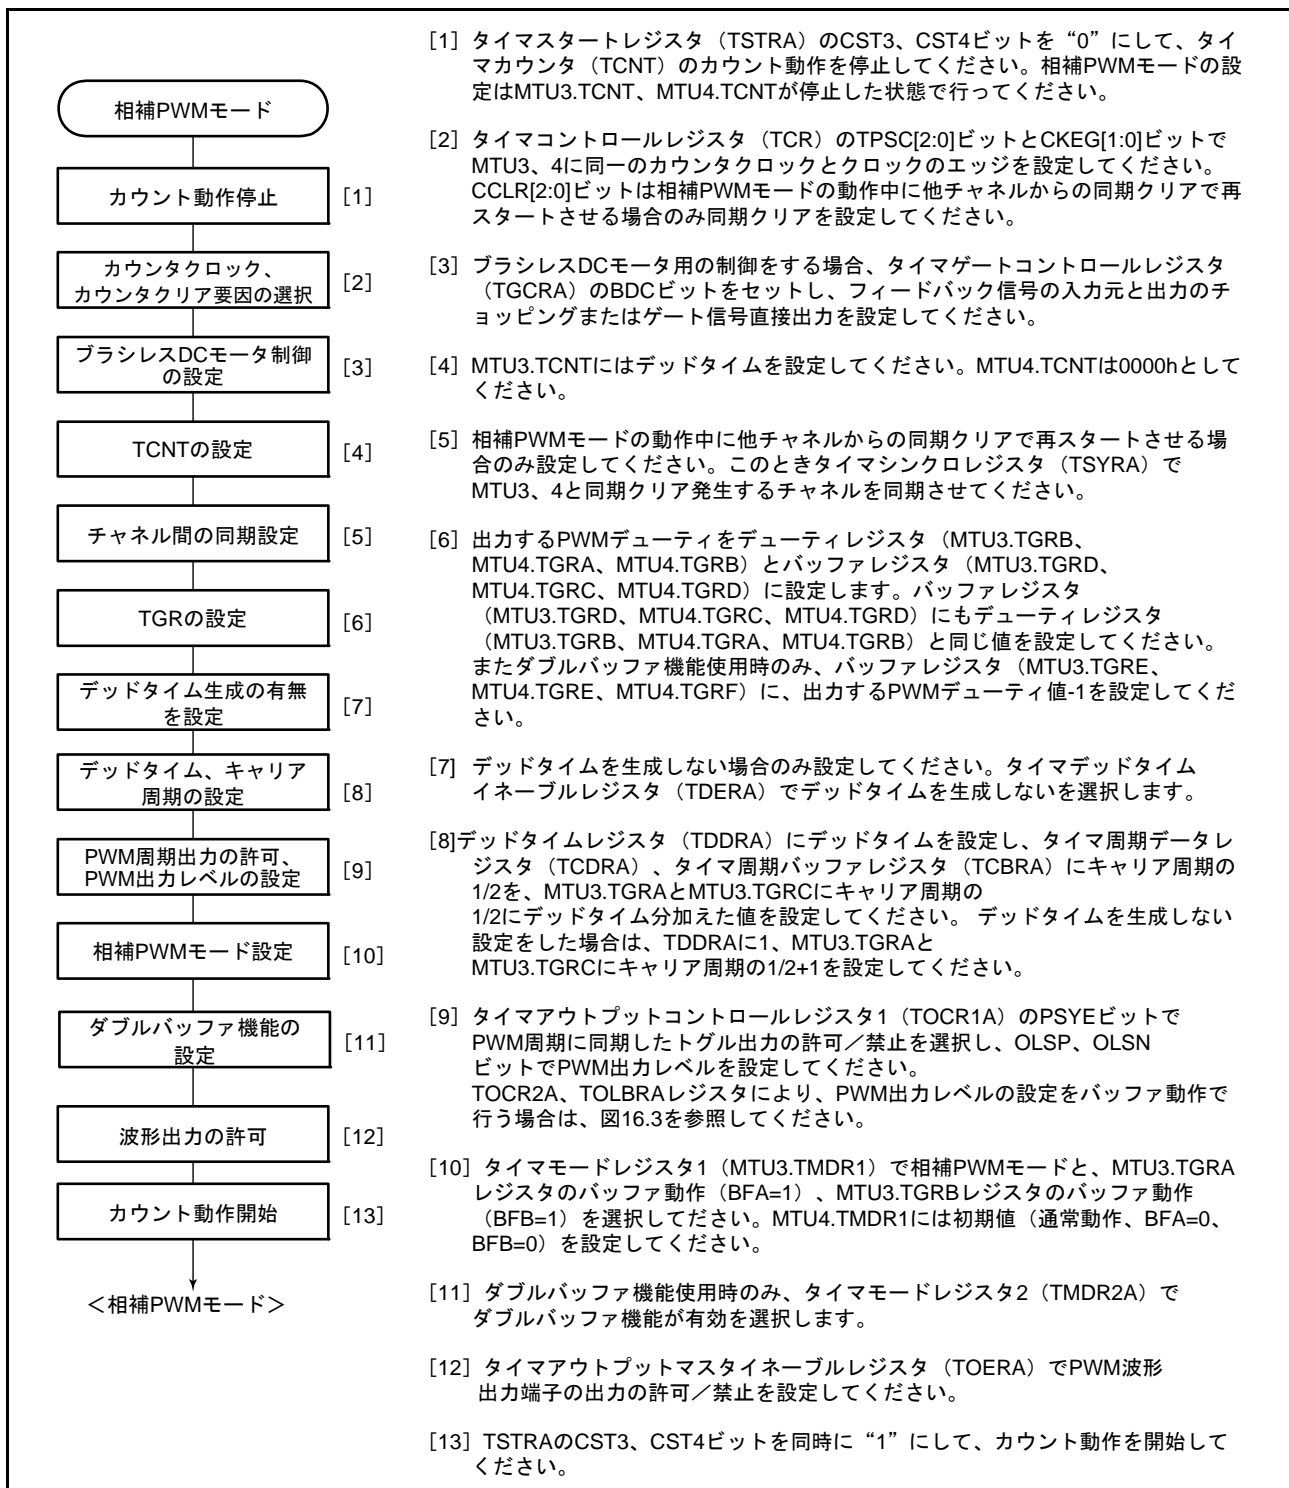 相補PWMモード
カウント動作停止
[1]
カウンタクロック、
カウンタクリア要因の選択
[2]
ブラシレスDCモータ制御
の設定
[3]
TCNTの設定
[4]
チャネル間の同期設定
[5]
TGRの設定
[6]
デッドタイム生成の有無
を設定
[7]
デッドタイム、キャリア
周期の設定
[8]
PWM周期出力の許可、
PWM出力レベルの設定
[9]
相補PWMモード設定
[10]
ダブルバッファ機能の
設定
[11]
波形出力の許可
[12]
カウント動作開始
[13]
＜相補PWMモード＞
[1] タイマスタートレジスタ（TSTRA）のCST3、CST4ビットを“0”にして、タイ
マカウンタ（TCNT）のカウント動作を停止してください。相補PWMモードの設
定はMTU3.TCNT、MTU4.TCNTが停止した状態で行ってください。
[2] タイマコントロールレジスタ（TCR）のTPSC[2:0]ビットとCKEG[1:0]ビットで
MTU3、4に同一のカウンタクロックとクロックのエッジを設定してください。
CCLR[2:0]ビットは相補PWMモードの動作中に他チャネルからの同期クリアで再
スタートさせる場合のみ同期クリアを設定してください。
[3] ブラシレスDCモータ用の制御をする場合、タイマゲートコントロールレジスタ
（TGCRA）のBDCビットをセットし、フィードバック信号の入力元と出力のチ
ョッピングまたはゲート信号直接出力を設定してください。
[4] MTU3.TCNTにはデッドタイムを設定してください。MTU4.TCNTは0000hとして
ください。
[5] 相補PWMモードの動作中に他チャネルからの同期クリアで再スタートさせる場
合のみ設定してください。このときタイマシンクロレジスタ（TSYRA）で
MTU3、4と同期クリア発生するチャネルを同期させてください。
[6] 出力するPWMデューティをデューティレジスタ（MTU3.TGRB、
MTU4.TGRA、MTU4.TGRB）とバッファレジスタ（MTU3.TGRD、
MTU4.TGRC、MTU4.TGRD）に設定します。バッファレジスタ
（MTU3.TGRD、MTU4.TGRC、MTU4.TGRD）にもデューティレジスタ
（MTU3.TGRB、MTU4.TGRA、MTU4.TGRB）と同じ値を設定してください。
またダブルバッファ機能使用時のみ、バッファレジスタ（MTU3.TGRE、
MTU4.TGRE、MTU4.TGRF）に、出力するPWMデューティ値-1を設定してくだ
さい。
[7] デッドタイムを生成しない場合のみ設定してください。タイマデッドタイム
イネーブルレジスタ（TDERA）でデッドタイムを生成しないを選択します。
[8]デッドタイムレジスタ（TDDRA）にデッドタイムを設定し、タイマ周期データレ
ジスタ（TCDRA）、タイマ周期バッファレジスタ（TCBRA）にキャリア周期の
1/2を、MTU3.TGRAとMTU3.TGRCにキャリア周期の
1/2にデッドタイム分加えた値を設定してください。 デッドタイムを生成しない
設定をした場合は、TDDRAに1、MTU3.TGRAと
MTU3.TGRCにキャリア周期の1/2+1を設定してください。
[9] タイマアウトプットコントロールレジスタ1（TOCR1A）のPSYEビットで
PWM周期に同期したトグル出力の許可／禁止を選択し、OLSP、OLSN
ビットでPWM出力レベルを設定してください。
TOCR2A、TOLBRAレジスタにより、PWM出力レベルの設定をバッファ動作で
行う場合は、図16.3を参照してください。
[10] タイマモードレジスタ1（MTU3.TMDR1）で相補PWMモードと、MTU3.TGRA
レジスタのバッファ動作（BFA=1）、MTU3.TGRBレジスタのバッファ動作
（BFB=1）を選択してださい。MTU4.TMDR1には初期値（通常動作、BFA=0、
BFB=0）を設定してください。
[11] ダブルバッファ機能使用時のみ、タイマモードレジスタ2（TMDR2A）で
ダブルバッファ機能が有効を選択します。
[12] タイマアウトプットマスタイネーブルレジスタ（TOERA）でPWM波形
出力端子の出力の許可／禁止を設定してください。
[13] TSTRAのCST3、CST4ビットを同時に“1”にして、カウント動作を開始して
ください。